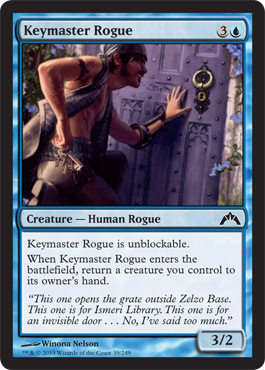 Keymaster Rogue 3
Creature — Human Rogue
Keymaster Rogue is unblockable.
When Keymaster Rogue enters the
battlefield, return a creature you control to
its owner's hand.
“This one opens the grate outside Zelzo Base.
This one is for Ismeri Library. This one is for
an invisible door . . . No, I’ve said too much.”
Winona Nelson
™ & © 2013 Wizards of the Coast 39/249
3/2